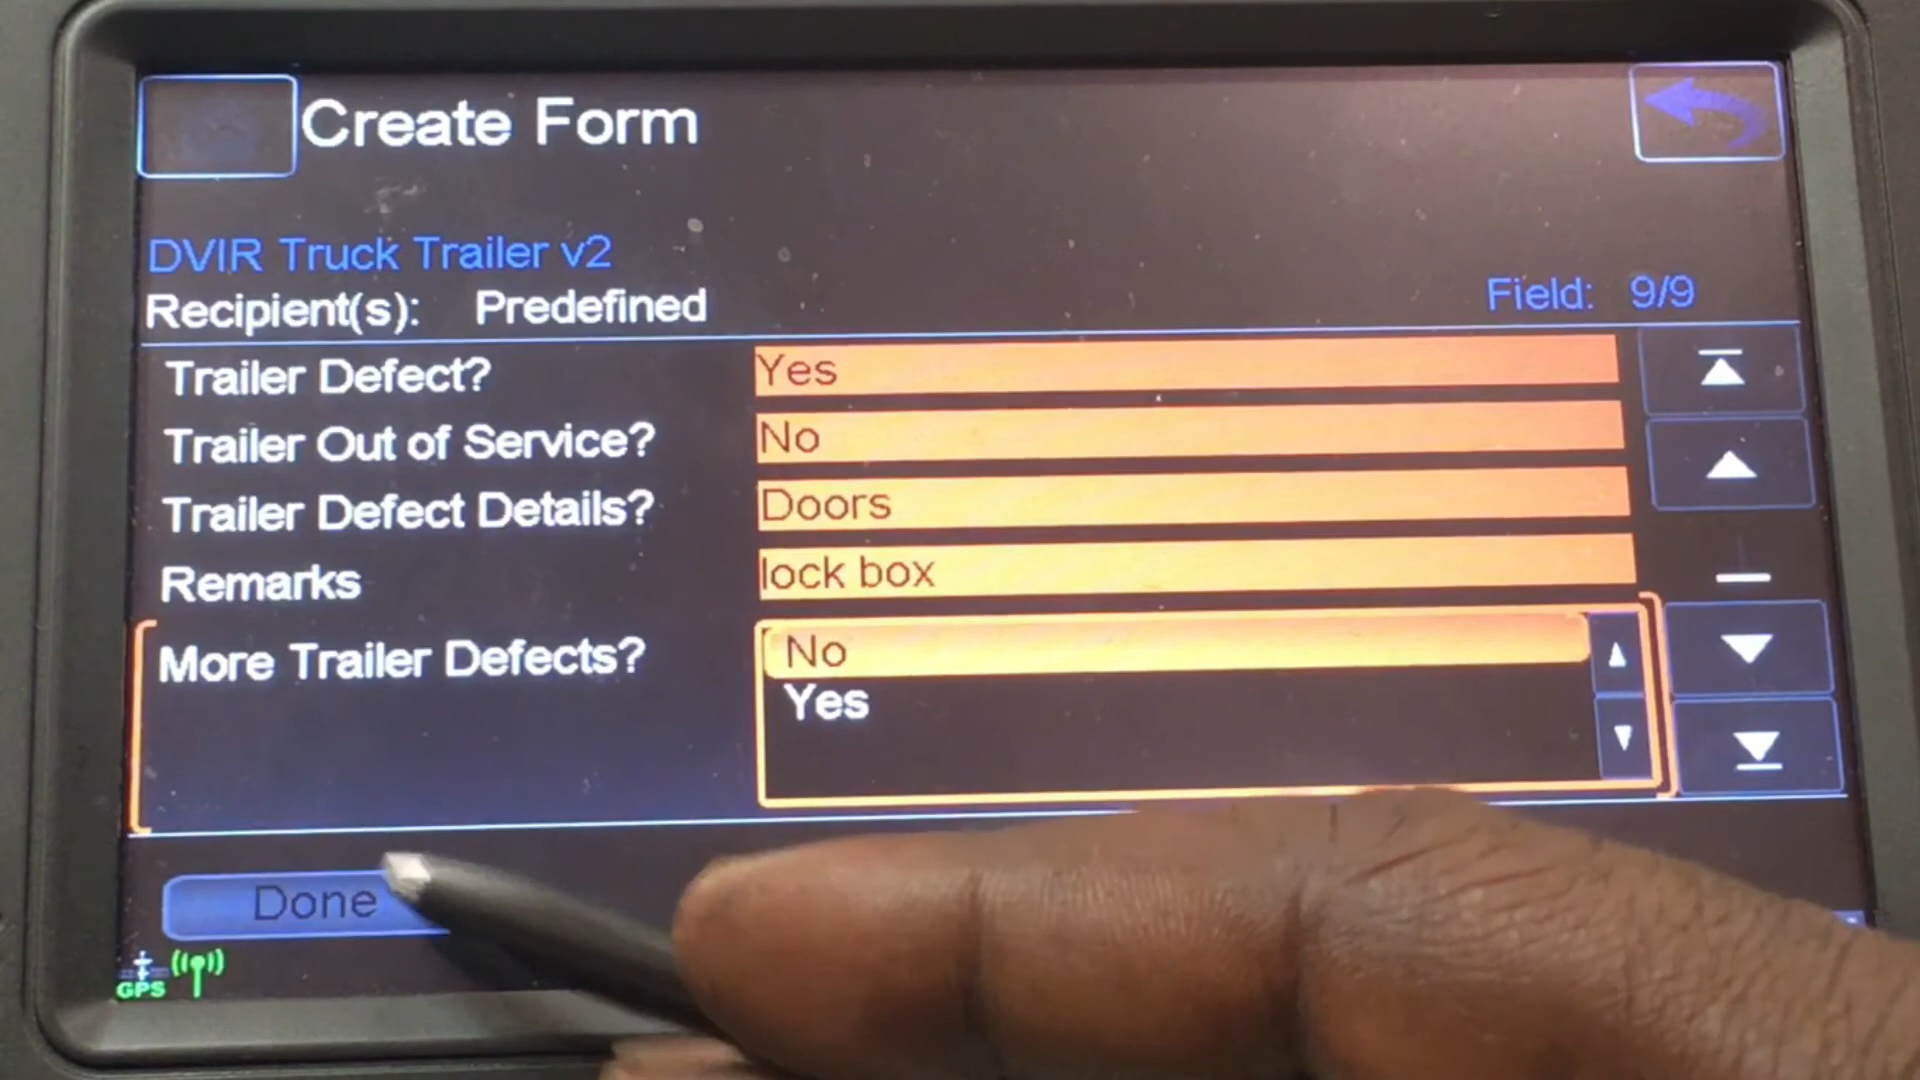 Create Form
DVIR Truck Trailer v2
Recipient(s): Predefined
Field: 9/9
Trailer Defect? Yes
Trailer Out of Service? No
Trailer Defect Details? Doors
Remarks lock box
More Trailer Defects? No
Yes
Done
GPS